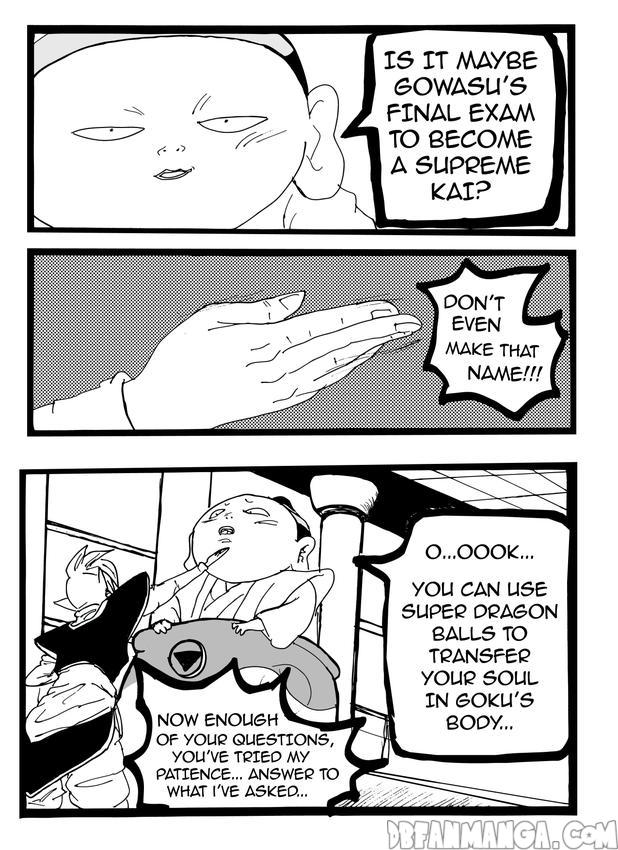 IS IT MAYBE
GOWASU'S
FINAL EXAM
TO BECOME
A SUPREME
KAI?
DON'T
EVEN
MAKE THAT
NAME!!!
O...OOOK...
YOU CAN USE
SUPER DRAGON
BALLS TO
TRANSFER
YOUR SOUL
IN GOKU'S
BODY...
NOW ENOUGH
OF YOUR QUESTIONS,
YOU'VE TRIED MY
PATIENCE... ANSWER TO
WHAT I'VE ASKED...
DBFANMANGA.COM